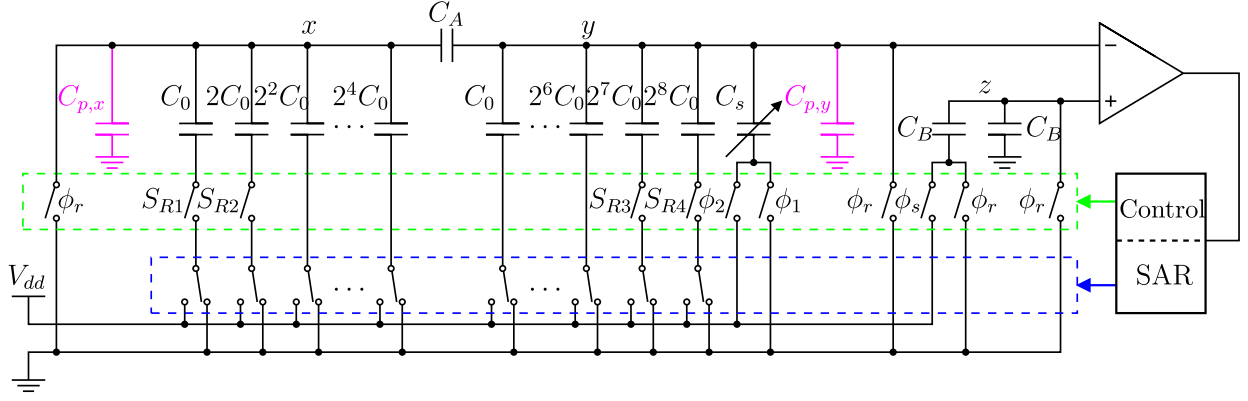 C_A
x
y
C_{p,x} C_0 2C_0 2^2C_0 2^4C_0 C_0 2^6C_0 2^7C_0 2^8C_0 C_s C_{p,y} z
− +
... ...
C_B C_B
ϕ_r S_{R1} S_{R2} S_{R3} S_{R4} ϕ_2 ϕ_1 ϕ_r ϕ_s ϕ_r ϕ_r
Control
SAR
V_{dd}
... ...